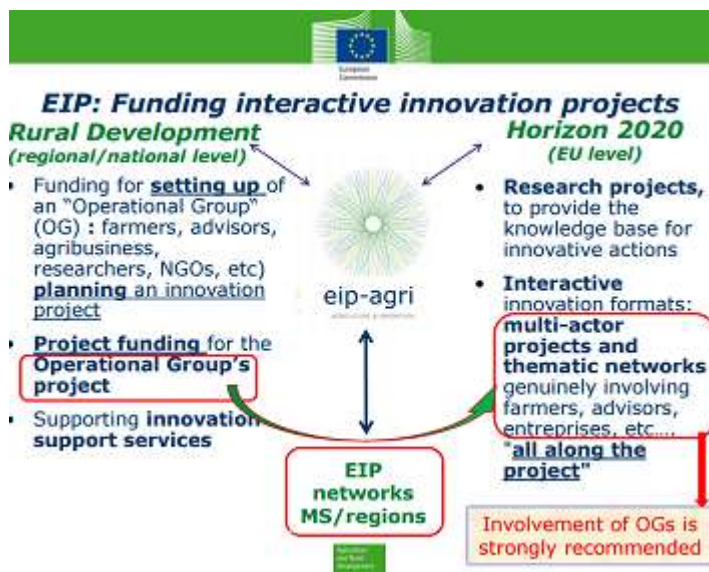 European
Commission
EIP: Funding interactive innovation projects
Rural Development
(regional/national level)
• Funding for setting up of
an "Operational Group"
(OG) : farmers, advisors,
agribusiness,
researchers, NGOs, etc)
planning an innovation
project
• Project funding for the
Operational Group's
project
• Supporting innovation
support services
eip-agri
EIP
networks
MS/regions
Horizon 2020
(EU level)
• Research projects,
to provide the
knowledge base for
innovative actions
• Interactive
innovation formats:
multi-actor
projects and
thematic networks
genuinely involving
farmers, advisors,
entreprises, etc….,
"all along the
project"
Involvement of OGs is
strongly recommended
Agriculture
and Rural
Development